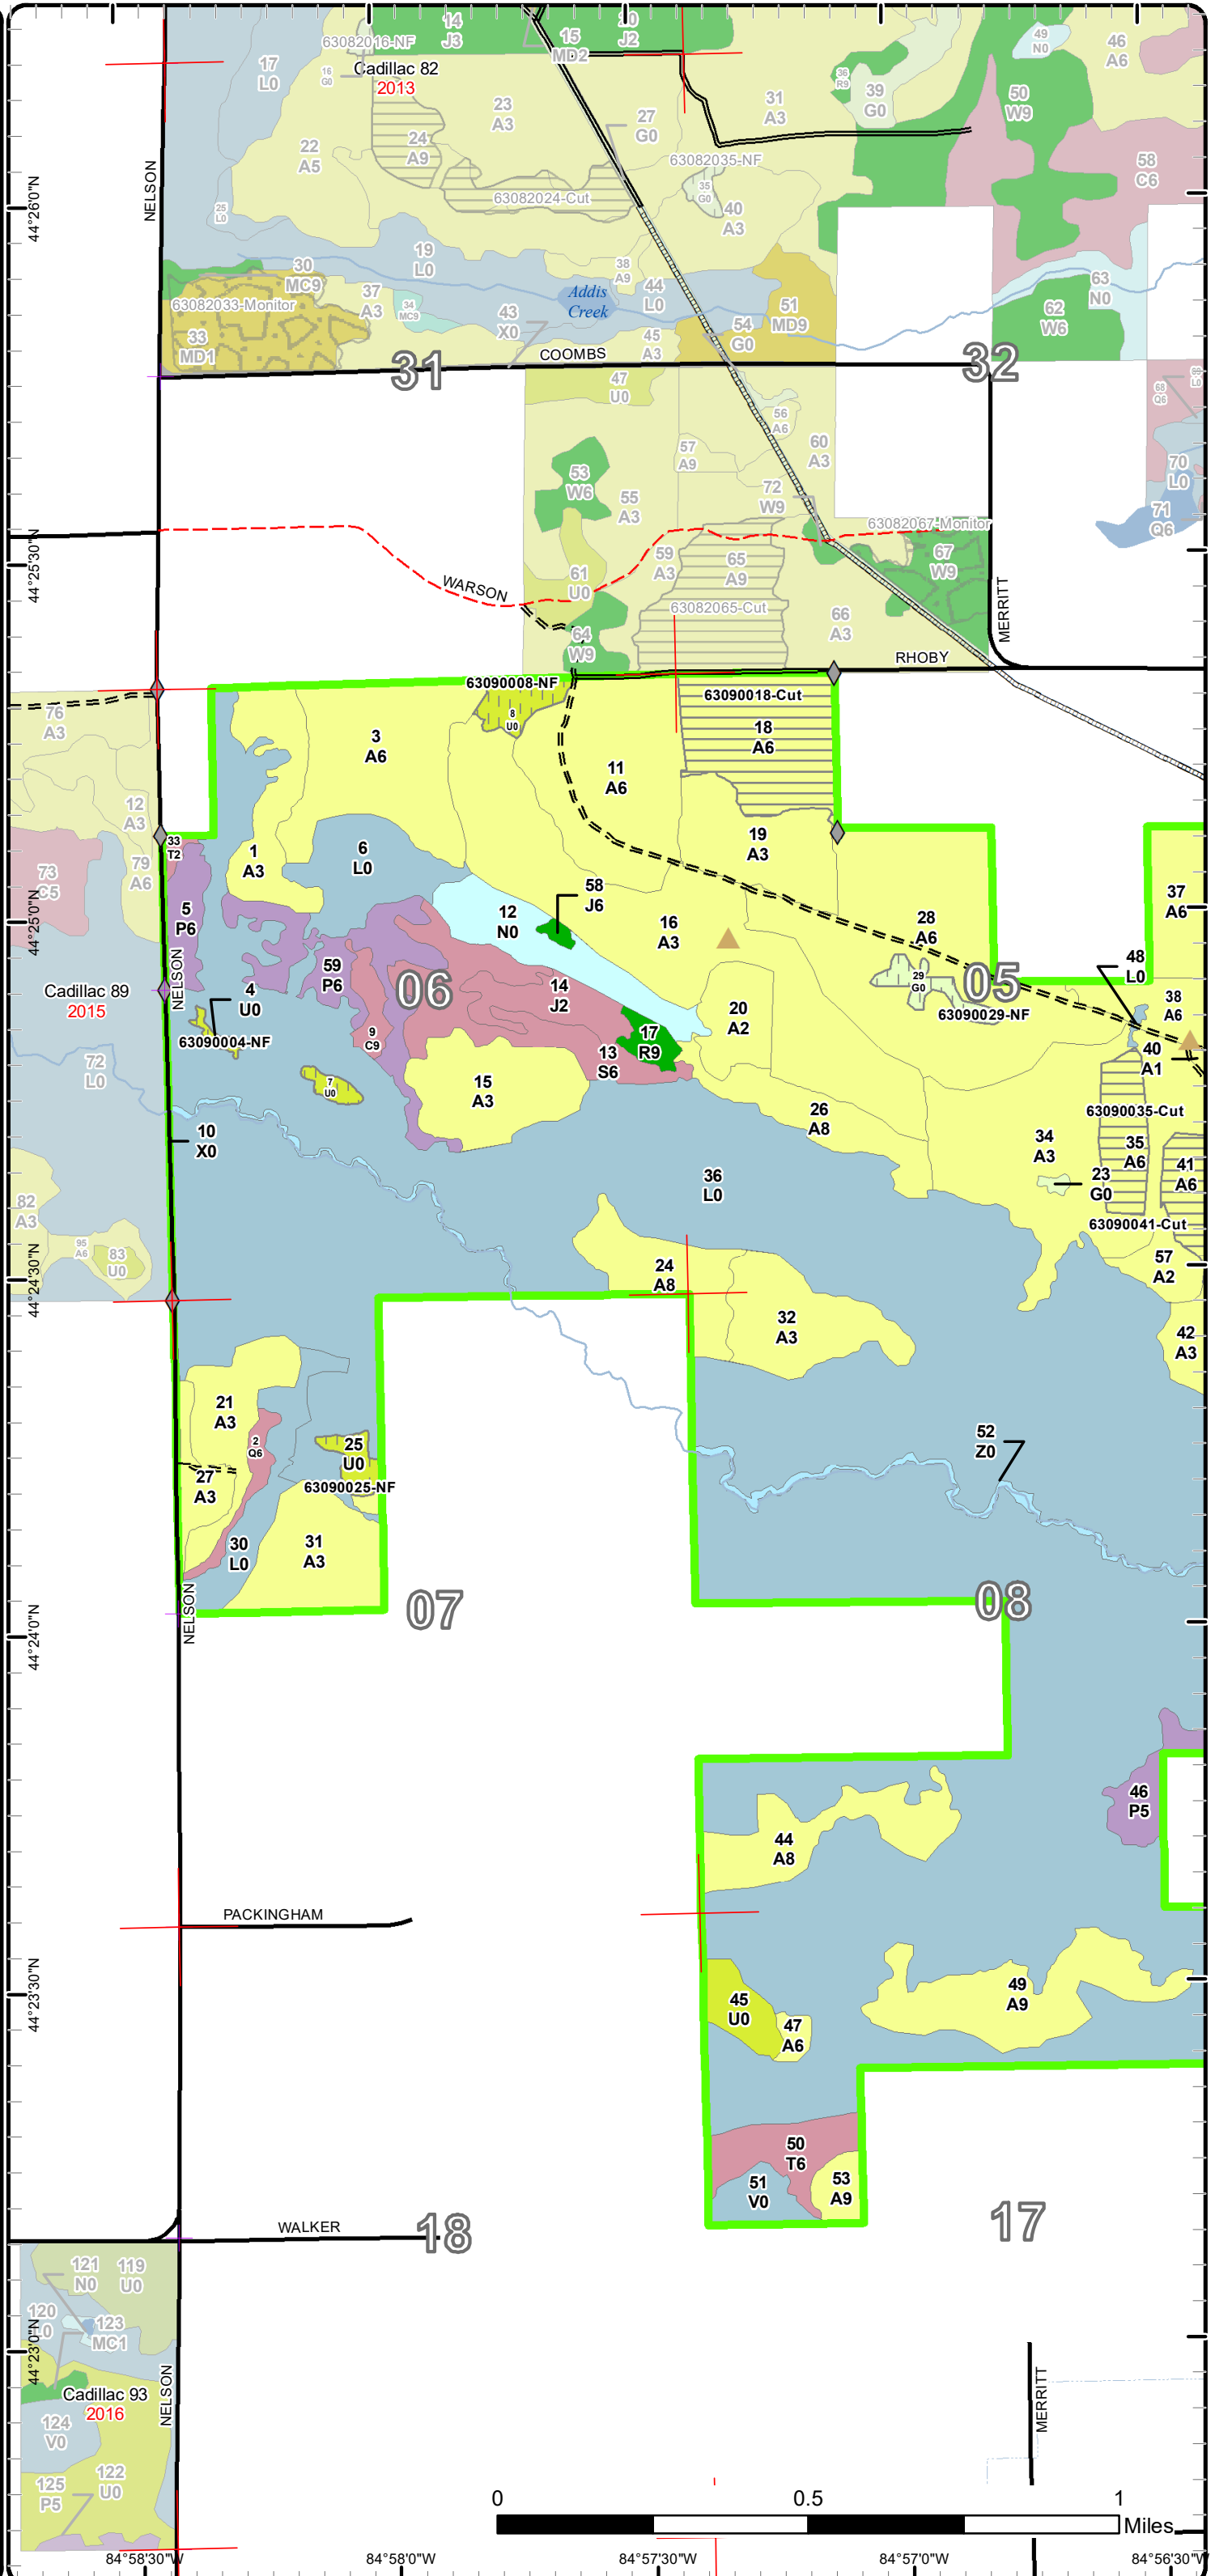 14
J3
10
J2
15
MD2
63082016-NF
16
G0
Cadillac 82
2013
17
L0
49
N0
46
A6
36
R9
39
G0
50
W9
31
A3
23
A3
27
G0
24
A9
22
A5
63082035-NF
35
G0
58
C6
63082024-Cut
40
A3
25
L0
NELSON
44°26'0"N
19
L0
38
A9
30
MC9
63082033-Monitor
37
A3
34
MC9
33
MD1
Addis
Creek
44
L0
43
X0
45
A3
54
G0
51
MD9
63
N0
62
W6
COOMBS
31
32
47
U0
56
A6
57
A9
60
A3
68
Q6
L0
70
L0
71
Q6
53
W6
55
A3
72
W9
63082067-Monitor
67
W9
44°25'30"N
WARSON
61
U0
59
A3
65
A9
63082065-Cut
66
A3
MERRITT
64
W9
RHOBY
63090008-NF
8
U0
63090018-Cut
18
A6
76
A3
3
A6
11
A6
12
A3
33
T2
79
A6
73
C5
1
A3
6
L0
19
A3
37
A6
5
P6
44°25'0"N
58
J6
12
N0
16
A3
28
A6
48
L0
29
G0
05
63090029-NF
38
A6
Cadillac 89
2015
NELSON
4
U0
63090004-NF
59
P6
06
14
J2
20
A2
9
C9
17
R9
13
S6
40
A1
72
L0
7
U0
15
A3
26
A8
63090035-Cut
35
A6
34
A3
10
X0
23
G0
41
A6
36
L0
63090041-Cut
82
A3
95
A6
83
U0
44°24'30"N
24
A8
57
A2
32
A3
42
A3
21
A3
2
Q6
25
U0
63090025-NF
27
A3
52
Z0
30
L0
31
A3
07
08
NELSON
44°24'0"N
46
P5
44
A8
PACKINGHAM
44°23'30"N
49
A9
45
U0
47
A6
50
T6
51
V0
53
A9
WALKER
18
17
121
N0
119
U0
120
123
MC1
44°23'0"N
Cadillac 93
2016
NELSON
MERRITT
124
V0
122
U0
125
P5
0
0.5
1
Miles
84°58'30"W
84°58'0"W
84°57'30"W
84°57'0"W
84°56'30"W